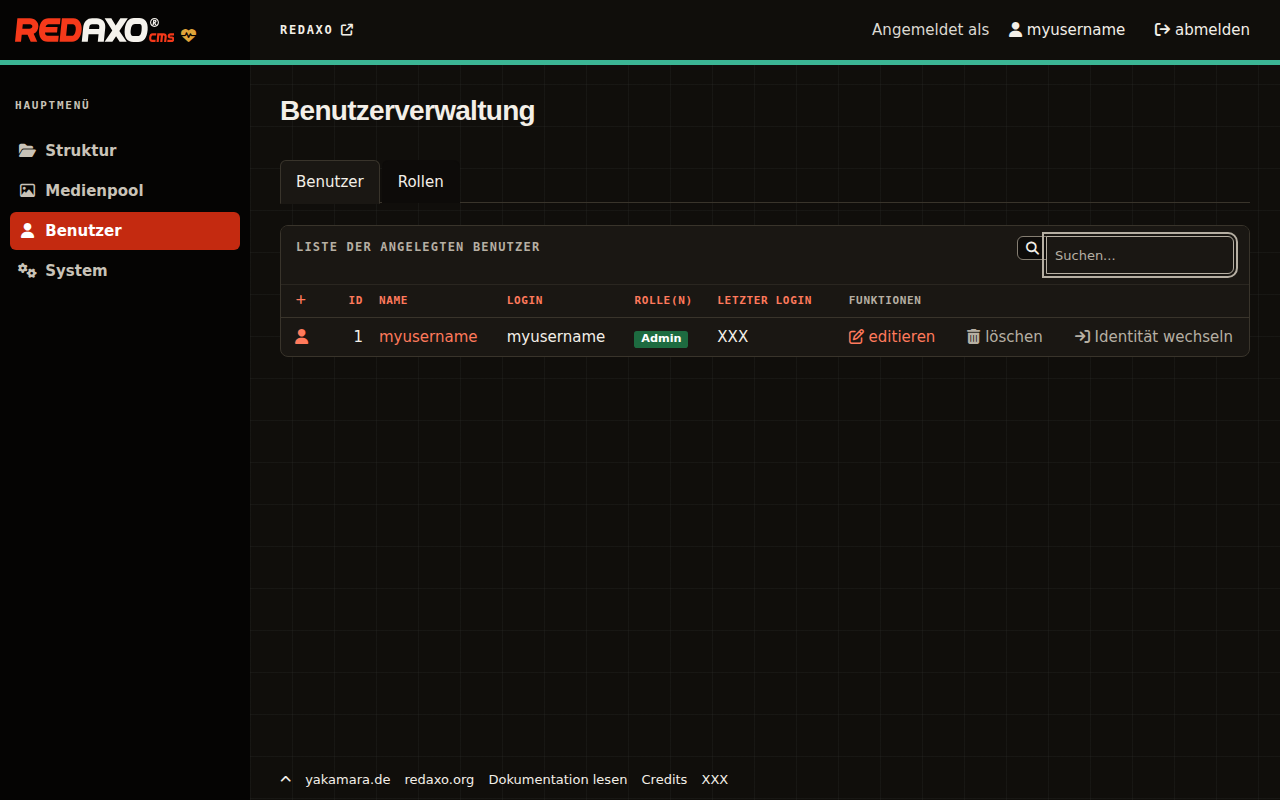 REDAXO® cms
REDAXO
Angemeldet als myusername abmelden
HAUPTMENÜ
Struktur
Medienpool
Benutzer
System
Benutzerverwaltung
Benutzer Rollen
LISTE DER ANGELEGTEN BENUTZER
Suchen...
+ ID NAME LOGIN ROLLE(N) LETZTER LOGIN FUNKTIONEN
1 myusername myusername Admin XXX editieren löschen Identität wechseln
yakamara.de redaxo.org Dokumentation lesen Credits XXX